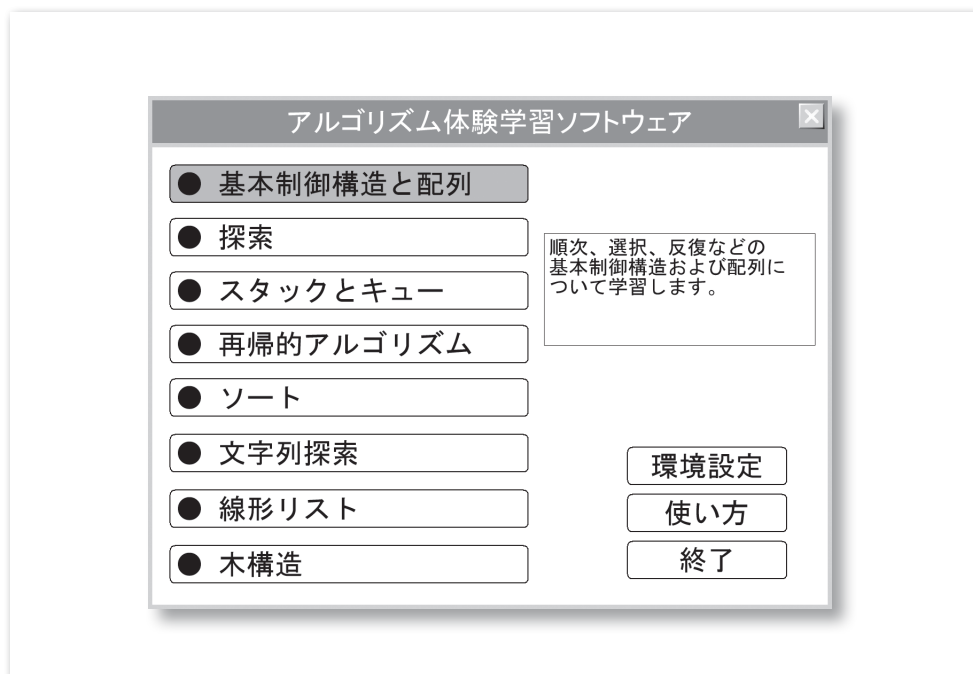 アルゴリズム体験学習ソフトウェア
● 基本制御構造と配列
● 探索
● スタックとキュー
● 再帰的アルゴリズム
● ソート
● 文字列探索
● 線形リスト
● 木構造
順次、選択、反復などの
基本制御構造および配列に
ついて学習します。
環境設定
使い方
終了